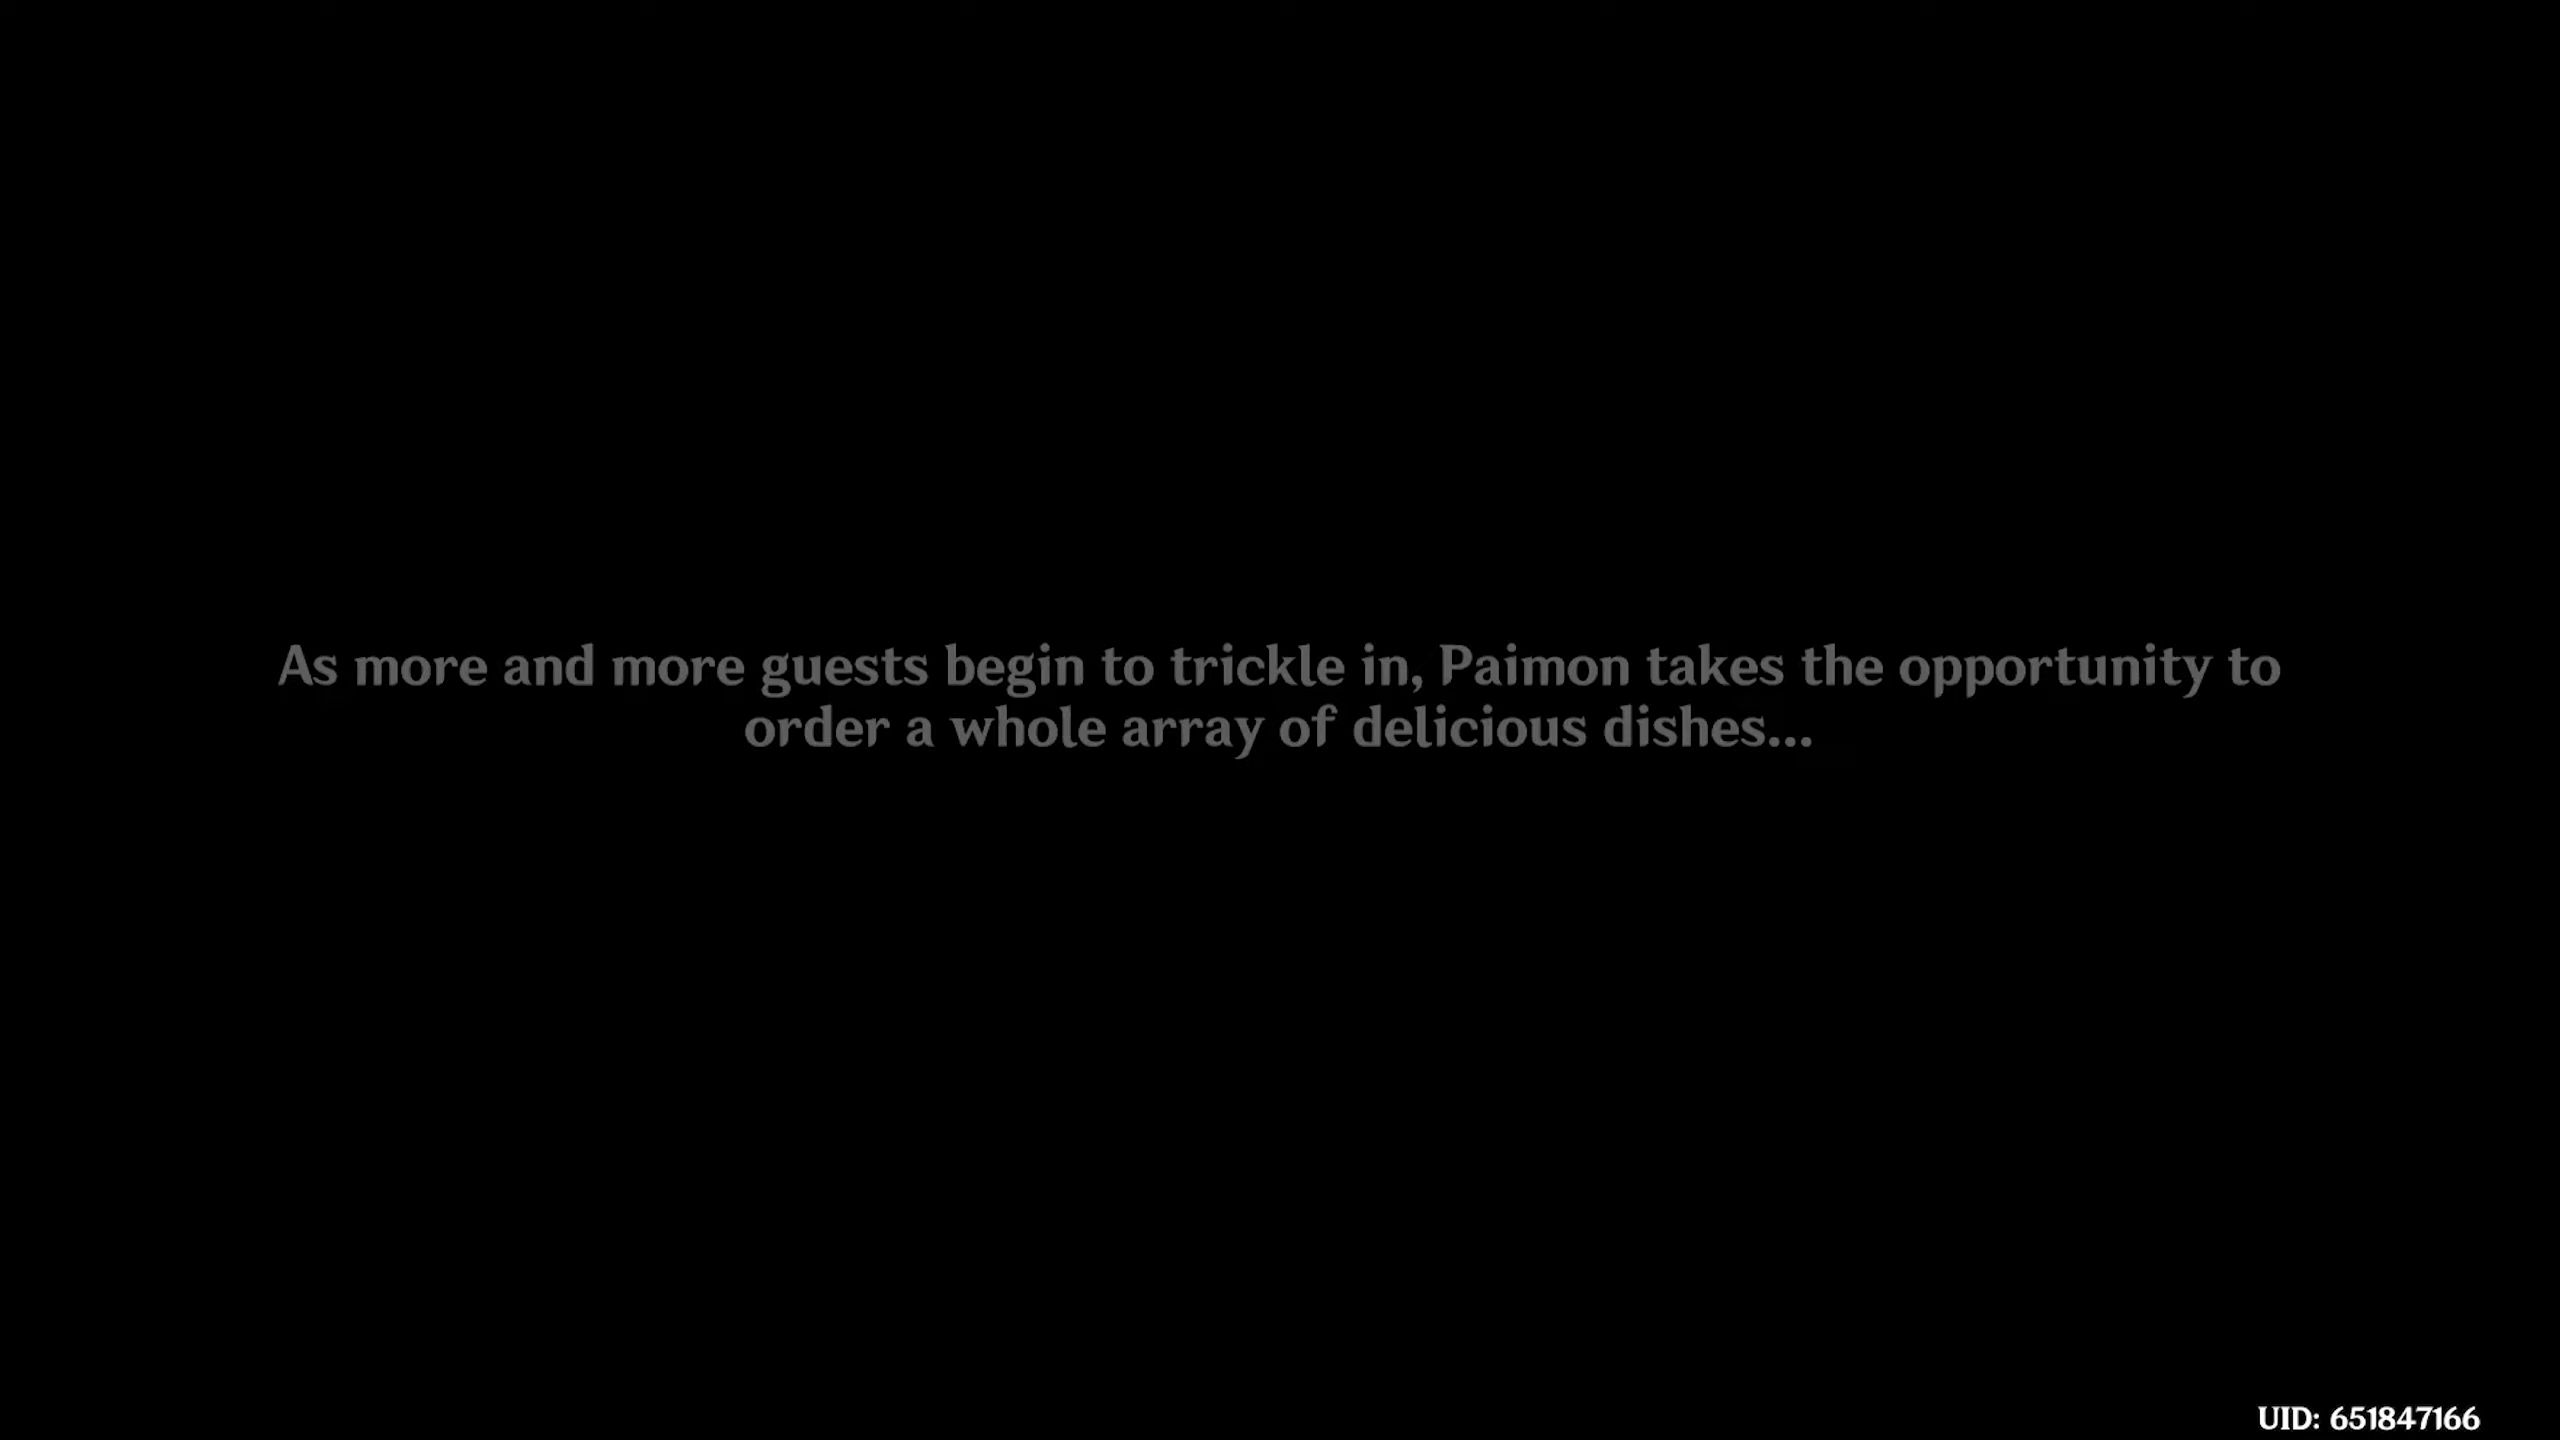 As more and more guests begin to trickle in, Paimon takes the opportunity to
order a whole array of delicious dishes...
UID: 651847166